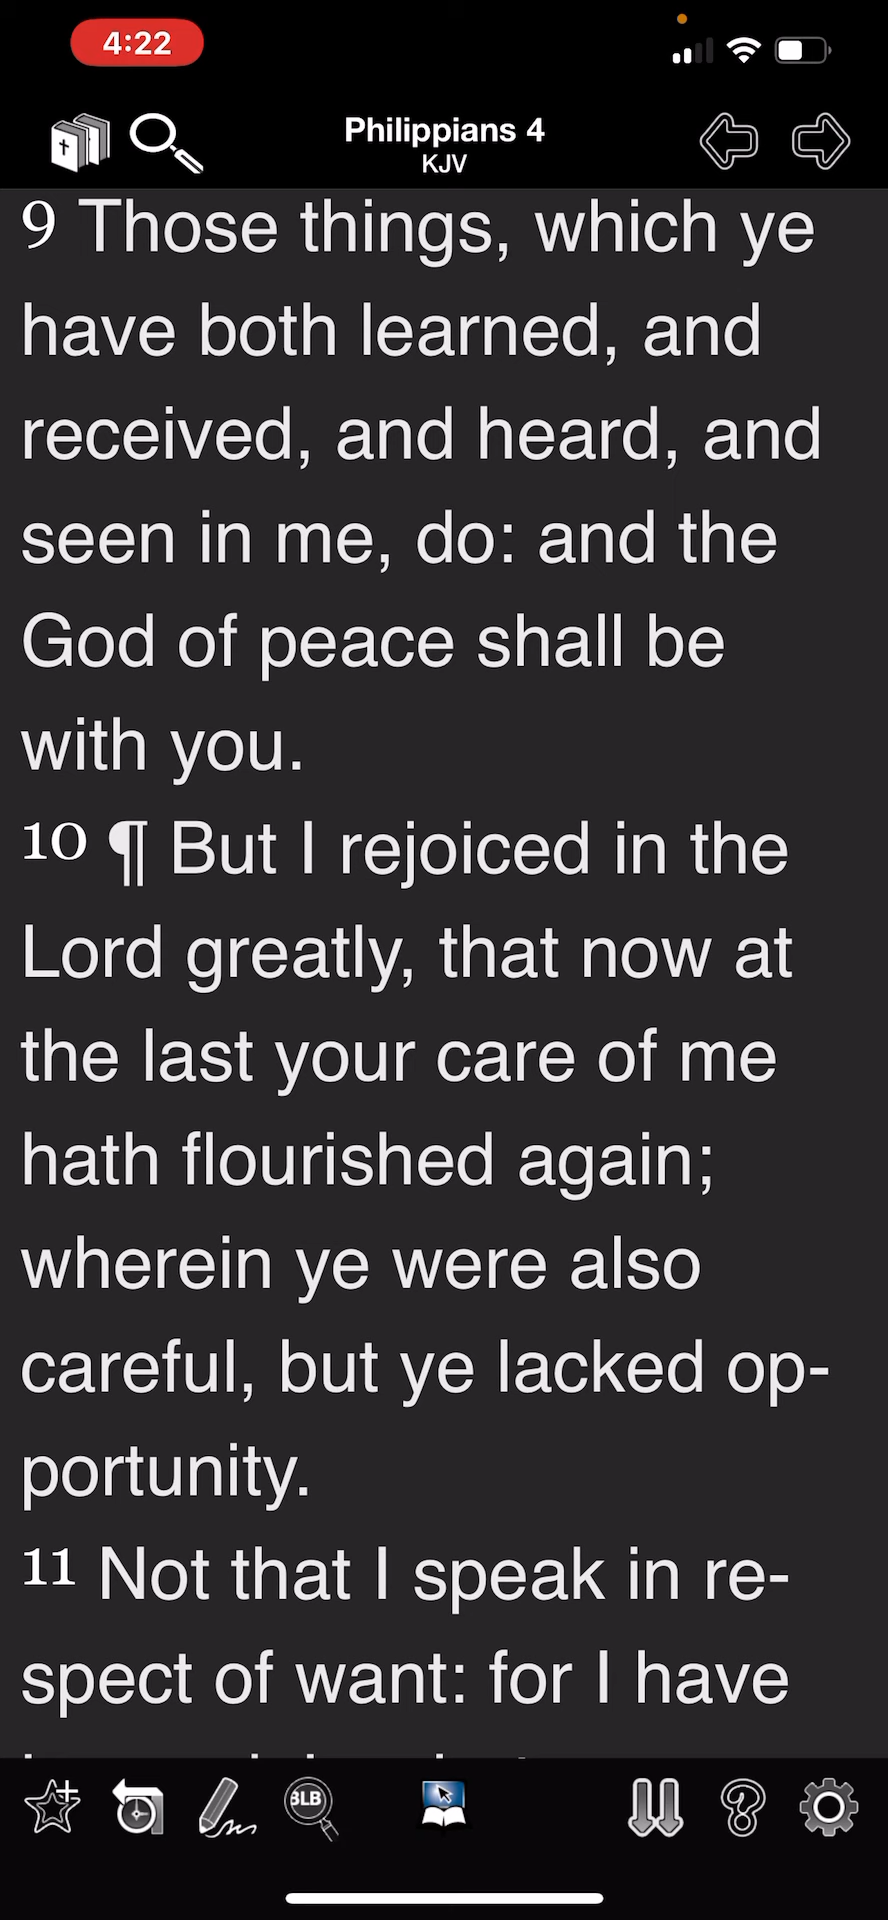 4:22
Philippians 4
KJV
9 Those things, which ye
have both learned, and
received, and heard, and
seen in me, do: and the
God of peace shall be
with you.
10 ¶ But I rejoiced in the
Lord greatly, that now at
the last your care of me
hath flourished again;
wherein ye were also
careful, but ye lacked op-
portunity.
11 Not that I speak in re-
spect of want: for I have
BLB